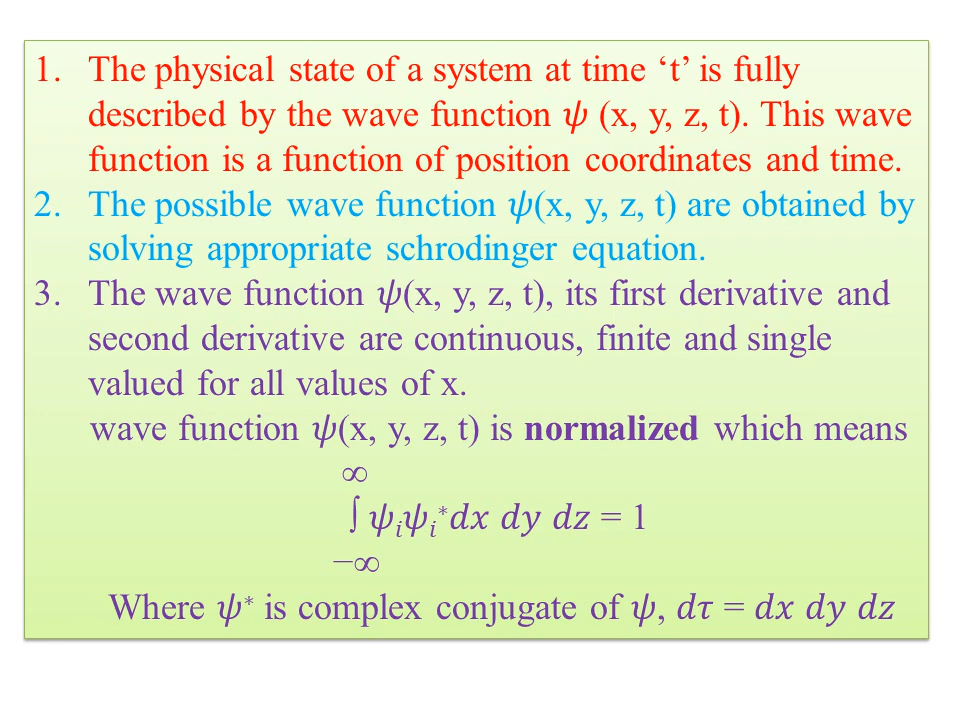 1. The physical state of a system at time ‘t’ is fully
described by the wave function 𝜓 (x, y, z, t). This wave
function is a function of position coordinates and time.
2. The possible wave function 𝜓(x, y, z, t) are obtained by
solving appropriate schrodinger equation.
3. The wave function 𝜓(x, y, z, t), its first derivative and
second derivative are continuous, finite and single
valued for all values of x.
wave function 𝜓(x, y, z, t) is normalized which means
∞
∫ 𝜓ᵢ𝜓ᵢ*𝑑𝑥 𝑑𝑦 𝑑𝑧 = 1
−∞
Where 𝜓* is complex conjugate of 𝜓, 𝑑𝜏 = 𝑑𝑥 𝑑𝑦 𝑑𝑧